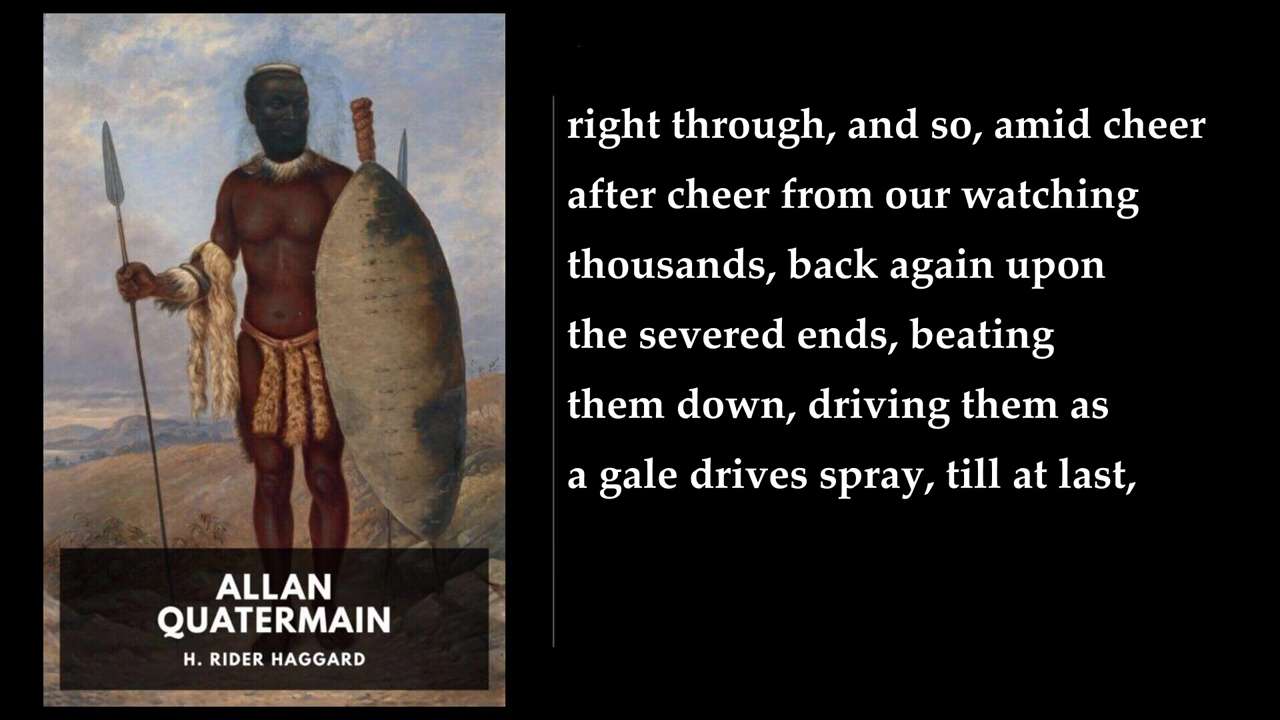 right through, and so, amid cheer
after cheer from our watching
thousands, back again upon
the severed ends, beating
them down, driving them as
a gale drives spray, till at last,
ALLAN
QUATERMAIN
H. RIDER HAGGARD